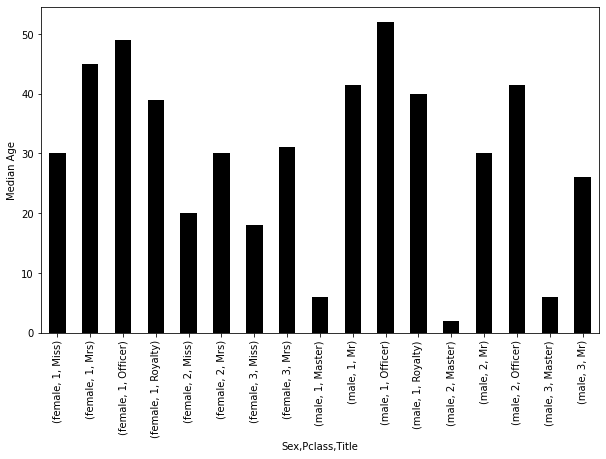 50
40
30
20
10
0
Median Age
(female, 1, Miss)
(female, 1, Mrs)
(female, 1, Officer)
(female, 1, Royalty)
(female, 2, Miss)
(female, 2, Mrs)
(female, 3, Miss)
(female, 3, Mrs)
(male, 1, Master)
(male, 1, Mr)
(male, 1, Officer)
(male, 1, Royalty)
(male, 2, Master)
(male, 2, Mr)
(male, 2, Officer)
(male, 3, Master)
(male, 3, Mr)
Sex,Pclass,Title